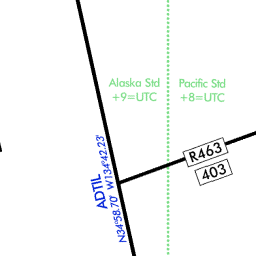 Alaska Std
+9=UTC
Pacific Std
+8=UTC
R463
403
ADTIL
N34°58.70' W134°42.23'